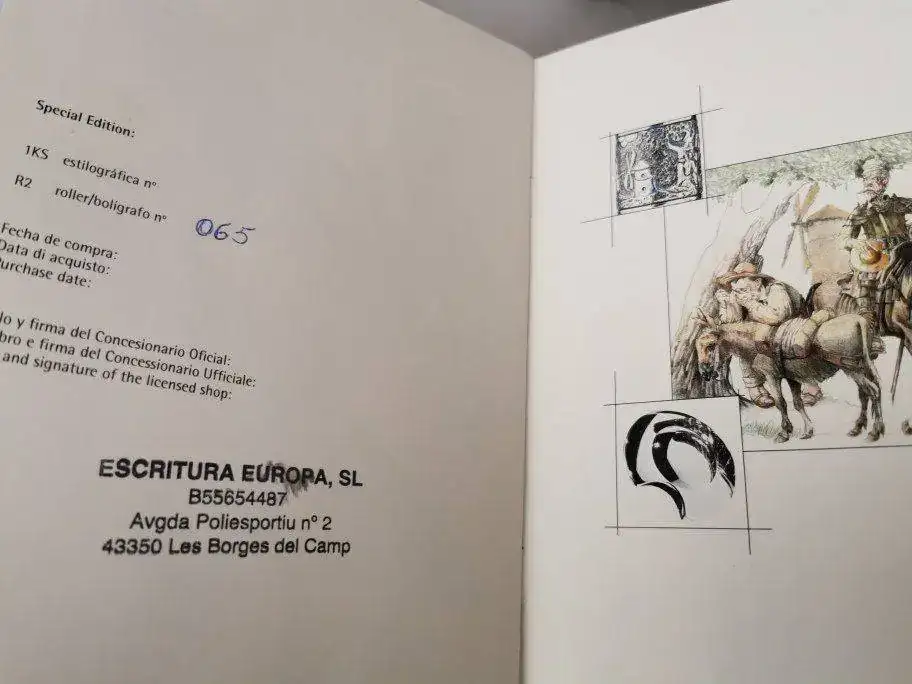 Special Edition:
1KS estilográfica nº
R2 roller/bolígrafo nº 065
Fecha de compra:
Data di acquisto:
Purchase date:
lo y firma del Concesionario Oficial:
bro e firma del Concessionario Ufficiale:
and signature of the licensed shop:
ESCRITURA EUROPA, SL
B55654487
Avgda Poliesportiu nº 2
43350 Les Borges del Camp